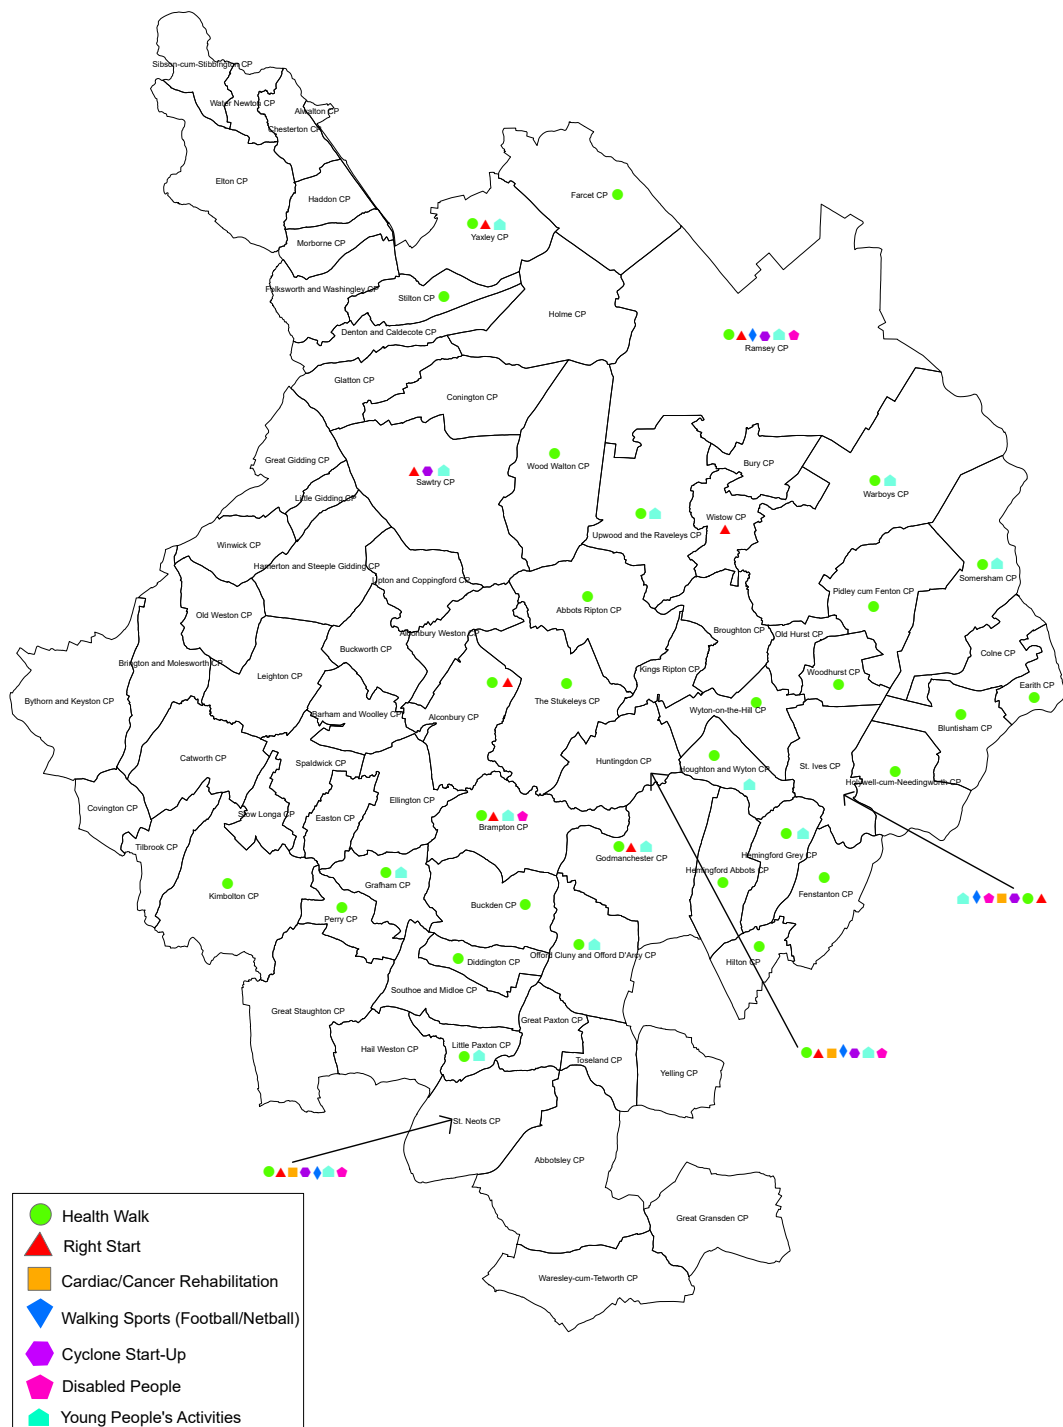 Sibson-cum-Stibbington CP
Water Newton CP
Alwalton CP
Chesterton CP
Elton CP
Haddon CP
Farcet CP
Yaxley CP
Morborne CP
Folksworth and Washingley CP
Stilton CP
Holme CP
Denton and Caldecote CP
Ramsey CP
Glatton CP
Conington CP
Great Gidding CP
Wood Walton CP
Bury CP
Sawtry CP
Warboys CP
Little Gidding CP
Wistow CP
Upwood and the Raveleys CP
Winwick CP
Hamerton and Steeple Gidding CP
Upton and Coppingford CP
Somersham CP
Pidley cum Fenton CP
Abbots Ripton CP
Old Weston CP
Alconbury Weston CP
Broughton CP
Old Hurst CP
Buckworth CP
Colne CP
Brington and Molesworth CP
Kings Ripton CP
Woodhurst CP
Leighton CP
Earith CP
Bythorn and Keyston CP
The Stukeleys CP
Wyton-on-the-Hill CP
Barham and Woolley CP
Alconbury CP
Bluntisham CP
Catworth CP
Spaldwick CP
Huntingdon CP
Houghton and Wyton CP
St. Ives CP
Holywell-cum-Needingworth CP
Ellington CP
Covington CP
Stow Longa CP
Easton CP
Brampton CP
Tilbrook CP
Godmanchester CP
Hemingford Grey CP
Hemingford Abbots CP
Grafham CP
Kimbolton CP
Fenstanton CP
Buckden CP
Perry CP
Offord Cluny and Offord D'Arcy CP
Diddington CP
Hilton CP
Southoe and Midloe CP
Great Staughton CP
Great Paxton CP
Little Paxton CP
Hail Weston CP
Toseland CP
Yelling CP
St. Neots CP
Abbotsley CP
Great Gransden CP
Waresley-cum-Tetworth CP
Health Walk
Right Start
Cardiac/Cancer Rehabilitation
Walking Sports (Football/Netball)
Cyclone Start-Up
Disabled People
Young People's Activities